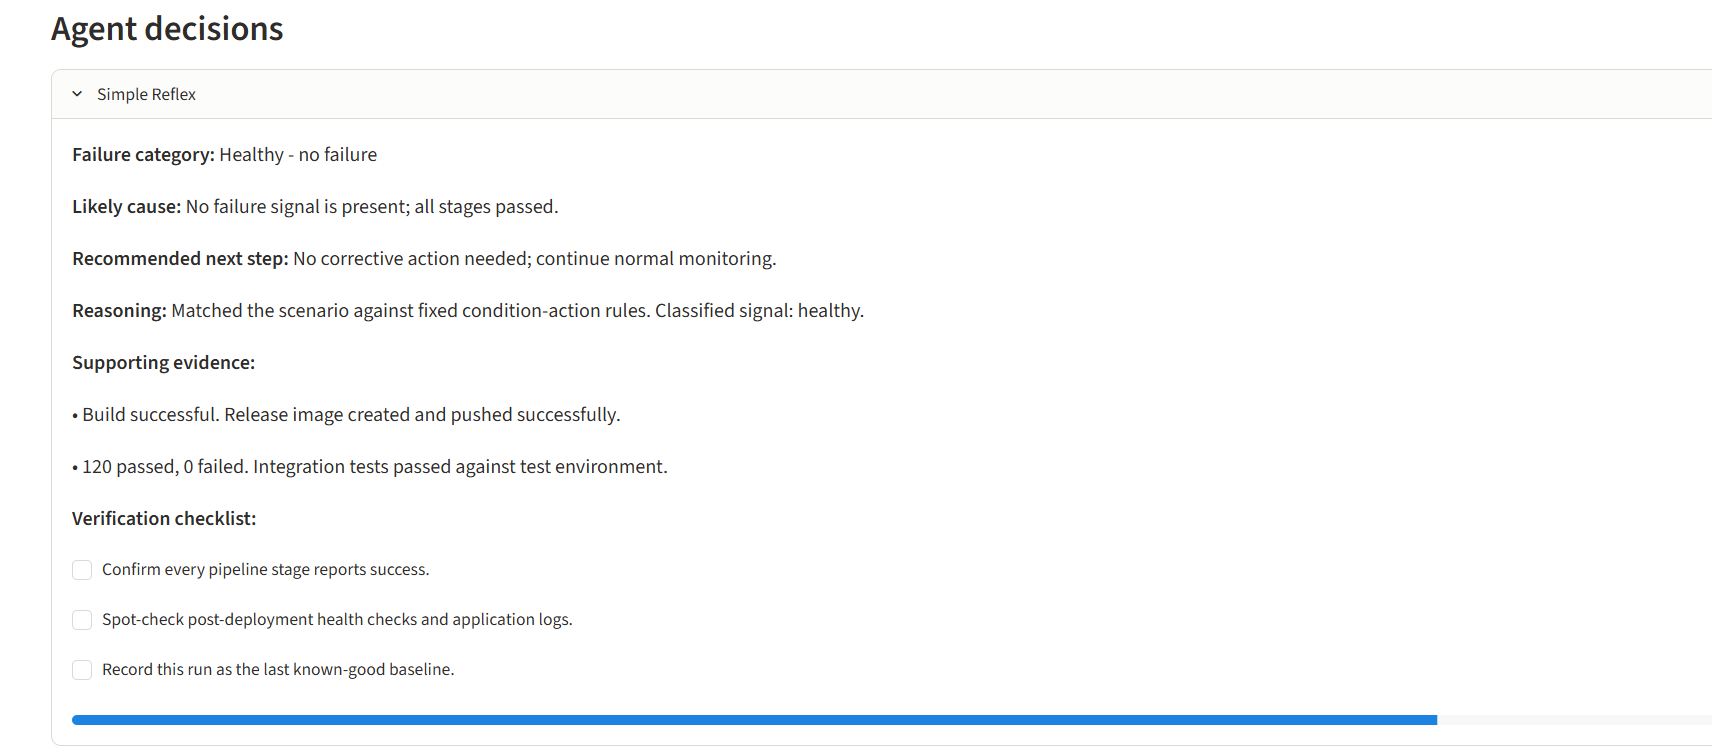 Agent decisions
Simple Reflex
Failure category: Healthy - no failure
Likely cause: No failure signal is present; all stages passed.
Recommended next step: No corrective action needed; continue normal monitoring.
Reasoning: Matched the scenario against fixed condition-action rules. Classified signal: healthy.
Supporting evidence:
• Build successful. Release image created and pushed successfully.
• 120 passed, 0 failed. Integration tests passed against test environment.
Verification checklist:
Confirm every pipeline stage reports success.
Spot-check post-deployment health checks and application logs.
Record this run as the last known-good baseline.